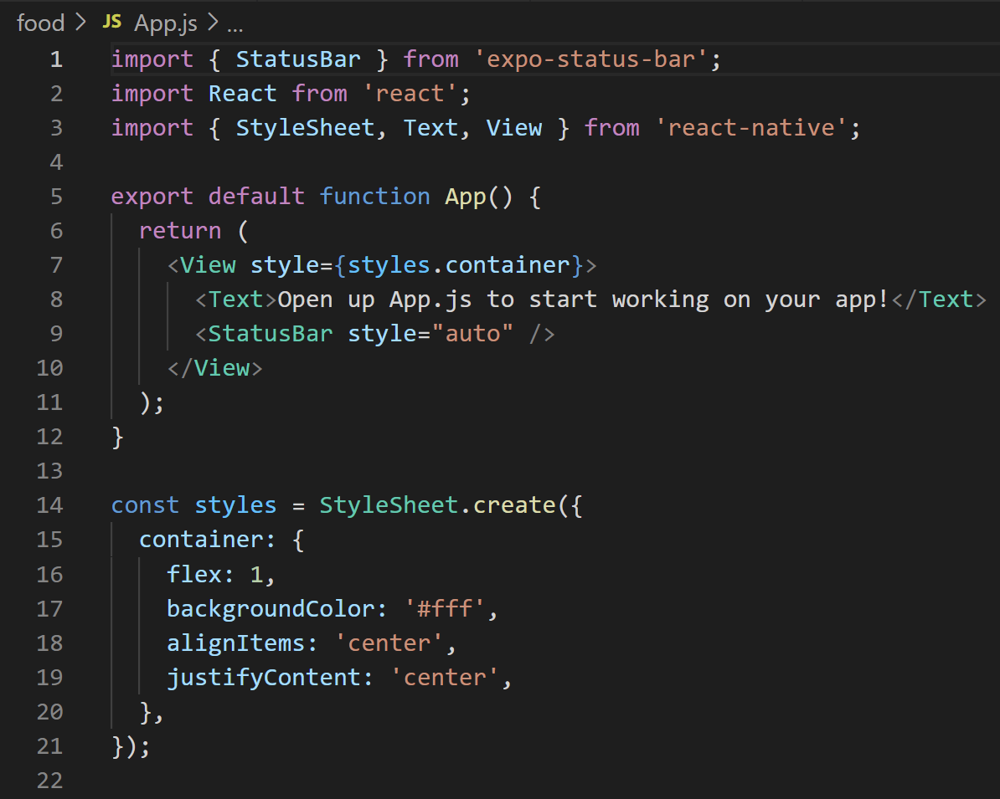 food > JS App.js > ...
1 import { StatusBar } from 'expo-status-bar';
2 import React from 'react';
3 import { StyleSheet, Text, View } from 'react-native';
4
5 export default function App() {
6   return (
7     <View style={styles.container}>
8       <Text>Open up App.js to start working on your app!</Text>
9       <StatusBar style="auto" />
10     </View>
11   );
12 }
13
14 const styles = StyleSheet.create({
15   container: {
16     flex: 1,
17     backgroundColor: '#fff',
18     alignItems: 'center',
19     justifyContent: 'center',
20   },
21 });
22